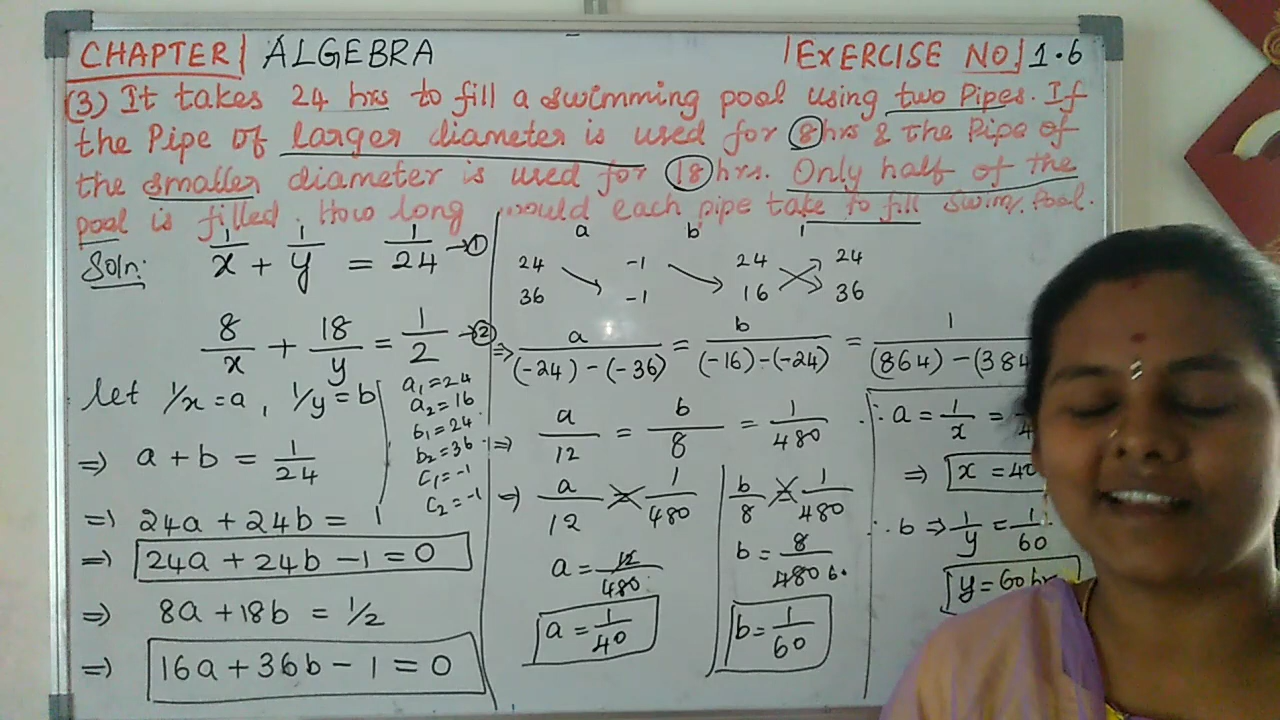 CHAPTER | ALGEBRA | EXERCISE NO | 1.6
(3) It takes 24 hrs to fill a swimming pool using two Pipes. If
the Pipe of larger diameter is used for 8 hrs & the Pipe of
the smaller diameter is used for 18 hrs. Only half of the
pool is filled. How long would each pipe take to fill swim. Pool.
Soln: 1/x + 1/y = 1/24 → ①
8/x + 18/y = 1/2 → ②
let 1/x = a, 1/y = b
⇒ a + b = 1/24
⇒ 24a + 24b = 1
⇒ 24a + 24b - 1 = 0
⇒ 8a + 18b = 1/2
⇒ 16a + 36b - 1 = 0
a1 = 24
a2 = 16
b1 = 24
b2 = 36
c1 = -1
c2 = -1
a b 1
24 -1 24 24
36 -1 16 36
⇒ a/(-24) - (-36) = b/(-16) - (-24) = 1/(864) - (384
⇒ a/12 = b/8 = 1/480
⇒ a/12 × 1/480
a = 12/480
a = 1/40
b/8 × 1/480
b = 8/480
b = 1/60
∴ a = 1/x =
⇒ x = 40
∴ b ⇒ 1/y = 1/60
y = 60 hr